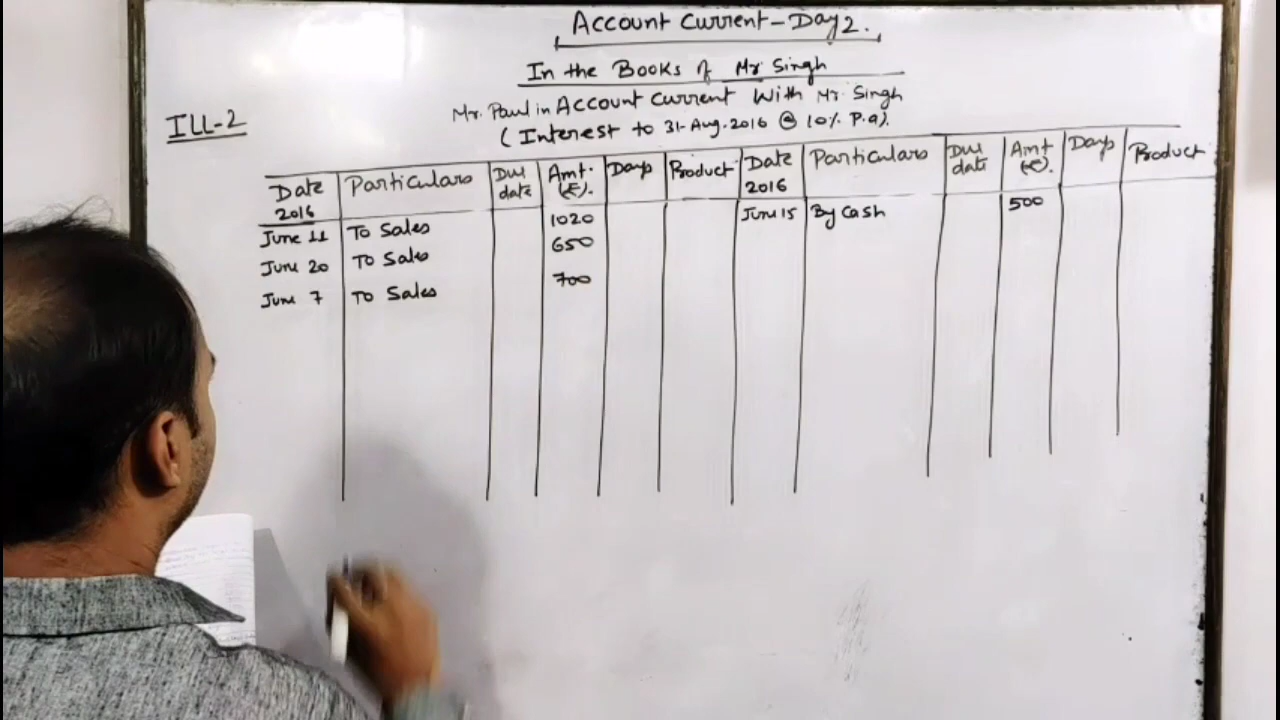 Account Current - Day 2.
In the Books of Mr Singh
Mr. Paul in Account Current With Mr. Singh
ILL-2
(Interest to 31-Aug.2016 @ 10% P.a).
Date 2016 Particulars Due date Amt. (₹). Days Product Date 2016 Particulars Due date Amt (₹). Days Product
June 11 To Sales 1020 June 15 By Cash 500
June 20 To Sales 650
June 7 To Sales 700